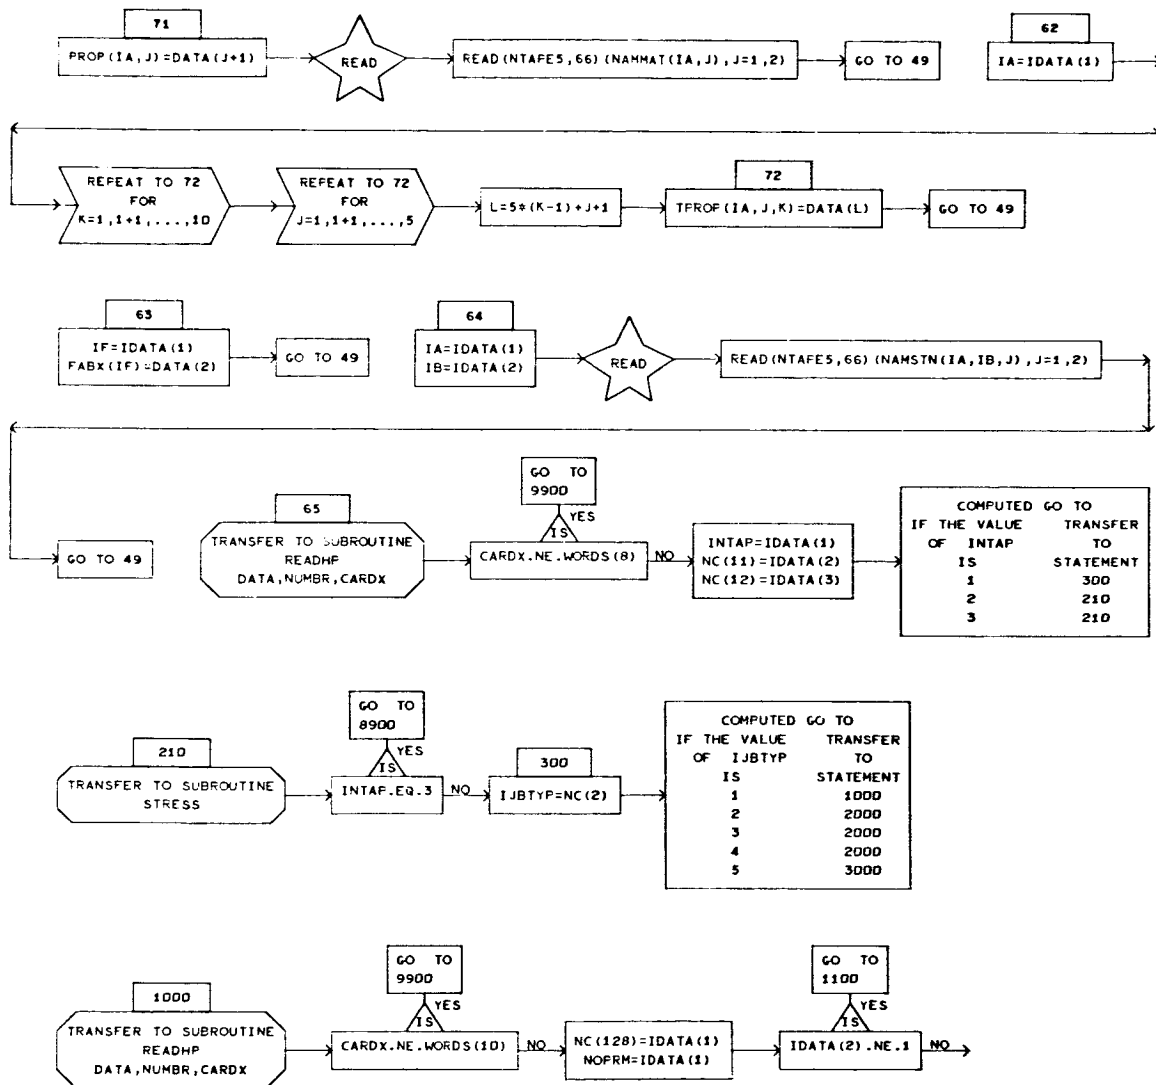 71
PROP(IA,J)=DATA(J+1)
READ
READ(NTAFE5,66)(NAMMAT(IA,J),J=1,2)
GO TO 49
62
IA=IDATA(1)
REPEAT TO 72
FOR
K=1,1+1,...,10
REPEAT TO 72
FOR
J=1,1+1,...,5
L=5*(K-1)+J+1
72
TPROP(IA,J,K)=DATA(L)
GO TO 49
63
IF=IDATA(1)
FABX(IF)=DATA(2)
GO TO 49
64
IA=IDATA(1)
IB=IDATA(2)
READ
READ(NTAFE5,66)(NAMSTN(IA,IB,J),J=1,2)
GO TO 49
65
TRANSFER TO SUBROUTINE
READHP
DATA,NUMBR,CARDX
GO TO
9900
YES
IS
CARDX.NE.WORDS(8)
NO
INTAP=IDATA(1)
NC(11)=IDATA(2)
NC(12)=IDATA(3)
COMPUTED GO TO
IF THE VALUE TRANSFER
OF INTAP TO
IS STATEMENT
1 300
2 210
3 210
210
TRANSFER TO SUBROUTINE
STRESS
GO TO
8900
YES
IS
INTAP.EQ.3
NO
300
IJBTYP=NC(2)
COMPUTED GO TO
IF THE VALUE TRANSFER
OF IJBTYP TO
IS STATEMENT
1 1000
2 2000
3 2000
4 2000
5 3000
1000
TRANSFER TO SUBROUTINE
READHP
DATA,NUMBR,CARDX
GO TO
9900
YES
IS
CARDX.NE.WORDS(10)
NO
NC(128)=IDATA(1)
NOPRM=IDATA(1)
GO TO
1100
YES
IS
IDATA(2).NE.1
NO